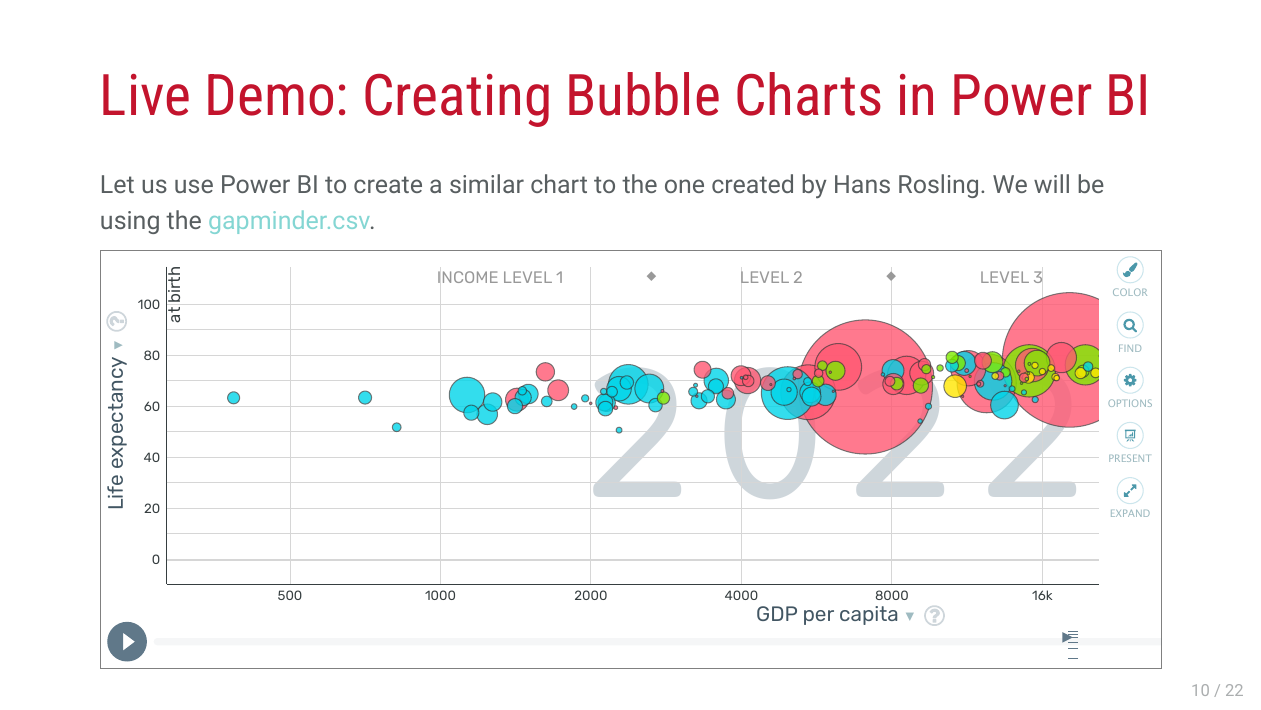 Live Demo: Creating Bubble Charts in Power BI
Let us use Power BI to create a similar chart to the one created by Hans Rosling. We will be
using the gapminder.csv.
INCOME LEVEL 1
LEVEL 2
LEVEL 3
at birth
Life expectancy
?
100
80
60
40
20
0
2022
500
1000
2000
4000
8000
16k
GDP per capita
?
COLOR
FIND
OPTIONS
PRESENT
EXPAND
10 / 22